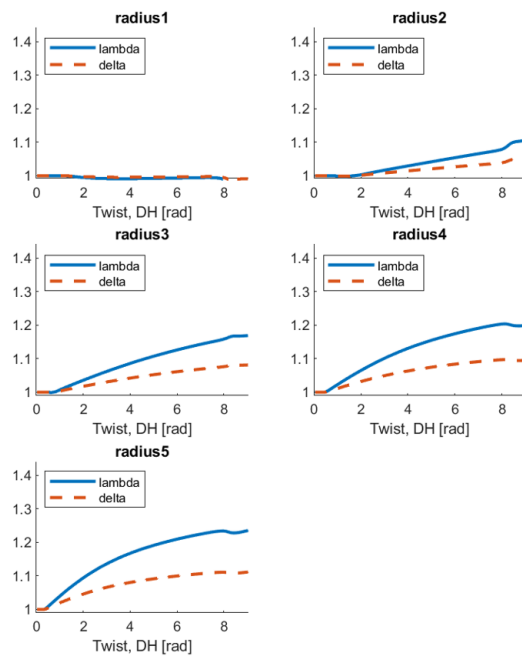 radius1
1.4
1.3
1.2
1.1
1
lambda
delta
0 2 4 6 8
Twist, DH [rad]
radius2
1.4
1.3
1.2
1.1
1
lambda
delta
0 2 4 6 8
Twist, DH [rad]
radius3
1.4
1.3
1.2
1.1
1
lambda
delta
0 2 4 6 8
Twist, DH [rad]
radius4
1.4
1.3
1.2
1.1
1
lambda
delta
0 2 4 6 8
Twist, DH [rad]
radius5
1.4
1.3
1.2
1.1
1
lambda
delta
0 2 4 6 8
Twist, DH [rad]